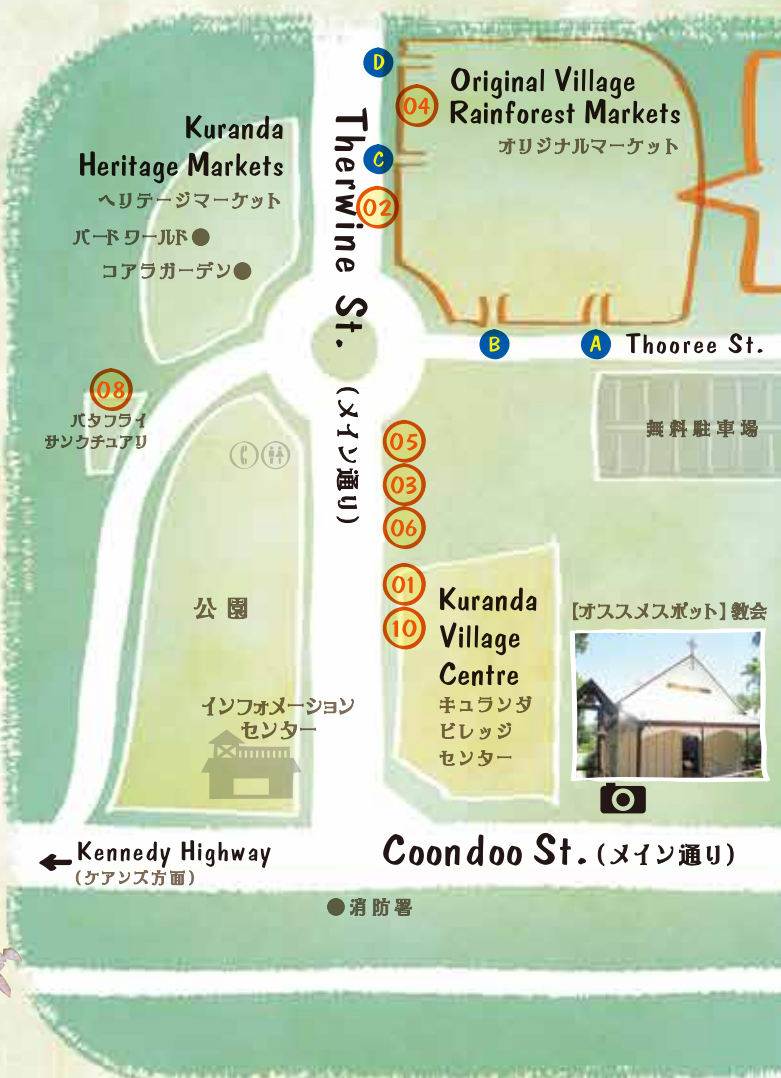 D
04
Original Village
Rainforest Markets
オリジナルマーケット
Kuranda
Heritage Markets
ヘリテージマーケット
バードワールド●
コアラガーデン●
Therwine St.
(メイン通り)
C
02
B
A
Thooree St.
08
バタフライ
サンクチュアリ
無料駐車場
05
03
06
01
10
Kuranda
Village
Centre
キュランダ
ビレッジ
センター
公園
インフォメーション
センター
【オススメスポット】教会
Kennedy Highway
(ケアンズ方面)
Coondoo St.(メイン通り)
●消防署